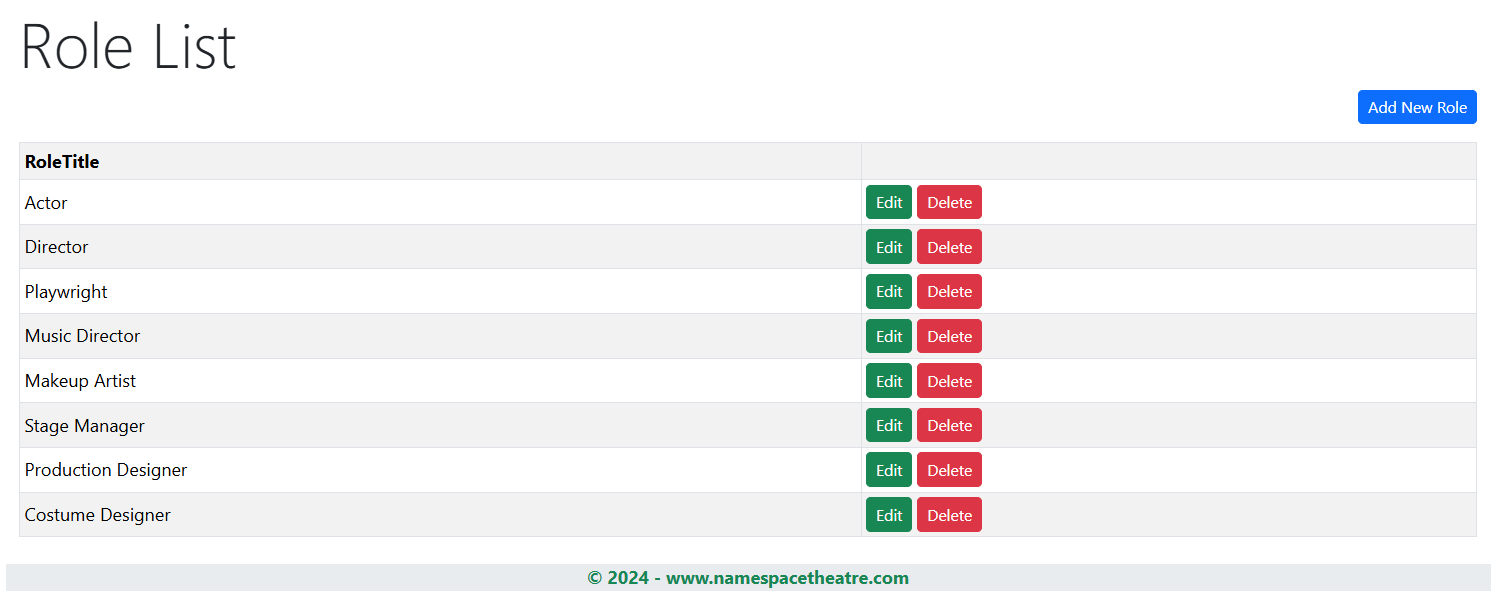 Role List
Add New Role
RoleTitle
Actor Edit Delete
Director Edit Delete
Playwright Edit Delete
Music Director Edit Delete
Makeup Artist Edit Delete
Stage Manager Edit Delete
Production Designer Edit Delete
Costume Designer Edit Delete
© 2024 - www.namespacetheatre.com